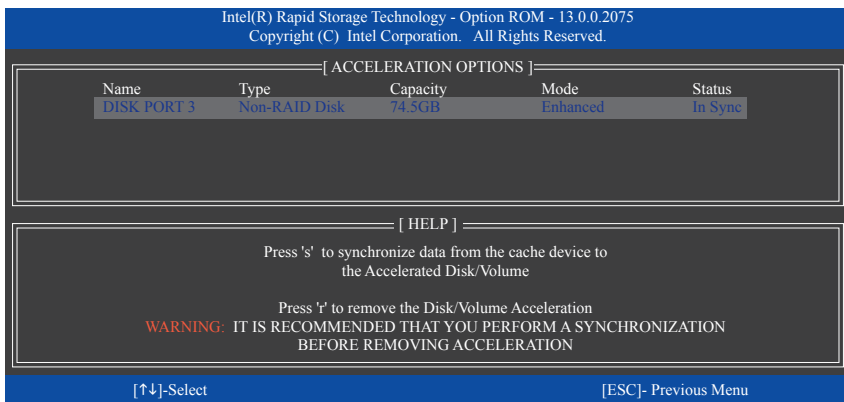 Intel(R) Rapid Storage Technology - Option ROM - 13.0.0.2075
Copyright (C) Intel Corporation. All Rights Reserved.
[ ACCELERATION OPTIONS ]
Name Type Capacity Mode Status
DISK PORT 3 Non-RAID Disk 74.5GB Enhanced In Sync
[ HELP ]
Press 's' to synchronize data from the cache device to
the Accelerated Disk/Volume
Press 'r' to remove the Disk/Volume Acceleration
WARNING: IT IS RECOMMENDED THAT YOU PERFORM A SYNCHRONIZATION
BEFORE REMOVING ACCELERATION
[↑↓]-Select [ESC]- Previous Menu